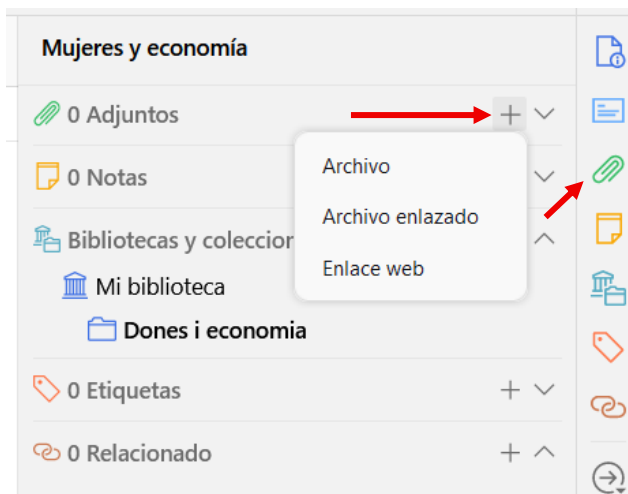 Mujeres y economía
0 Adjuntos
Archivo
0 Notas
Archivo enlazado
Bibliotecas y coleccion
Enlace web
Mi biblioteca
Dones i economia
0 Etiquetas
0 Relacionado